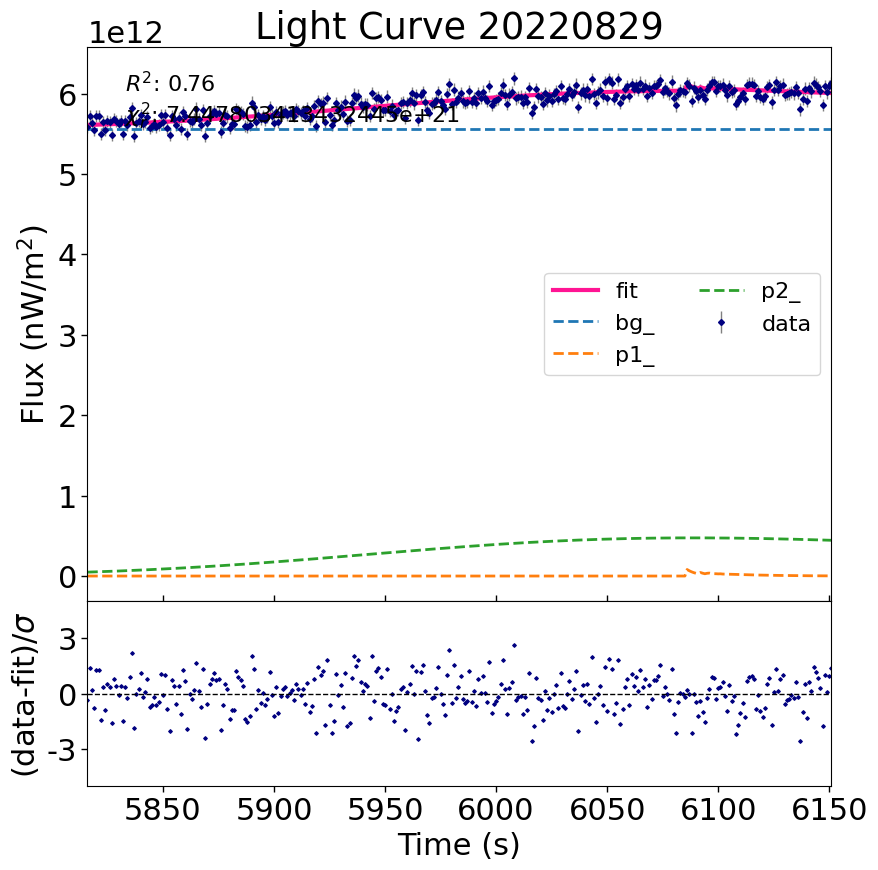 Light Curve 20220829
1e12
R²: 0.76
6
5
4
3
2
1
0
Flux (nW/m²)
fit
bg_
p1_
p2_
data
(data-fit)/σ
3
0
-3
5850 5900 5950 6000 6050 6100 6150
Time (s)